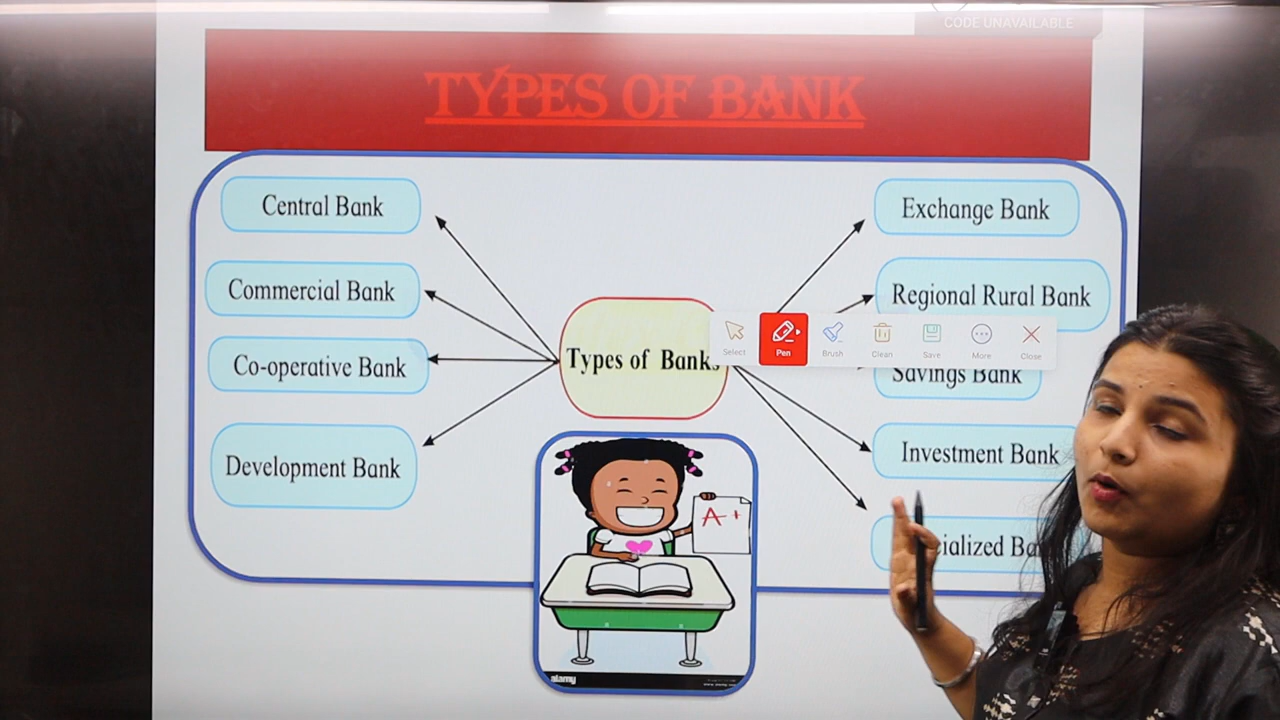 CODE UNAVAILABLE
TYPES OF BANK
Central Bank
Commercial Bank
Co-operative Bank
Development Bank
Types of Banks
Exchange Bank
Regional Rural Bank
Select
Pen
Brush
Clean
Save
More
Close
Savings Bank
Investment Bank
A+
alamy